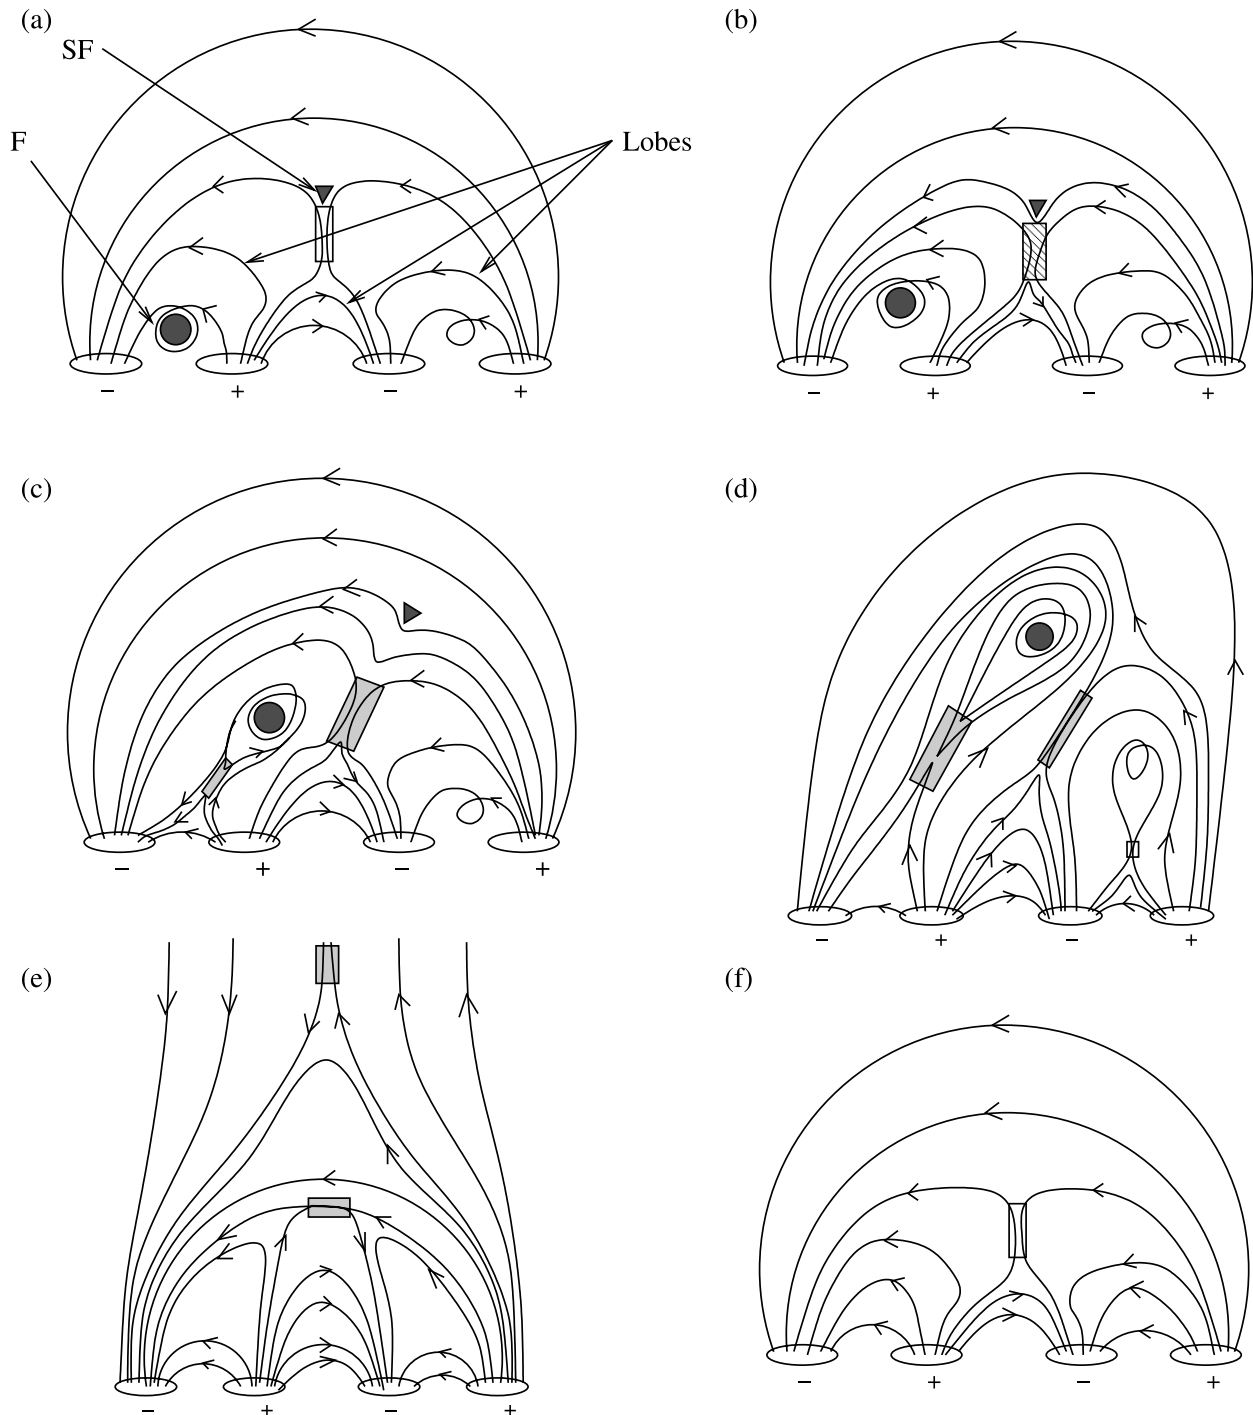 (a)
SF
F
Lobes
− + − +
(b)
− + − +
(c)
− + − +
(d)
− + − +
(e)
− + − +
(f)
− + − +